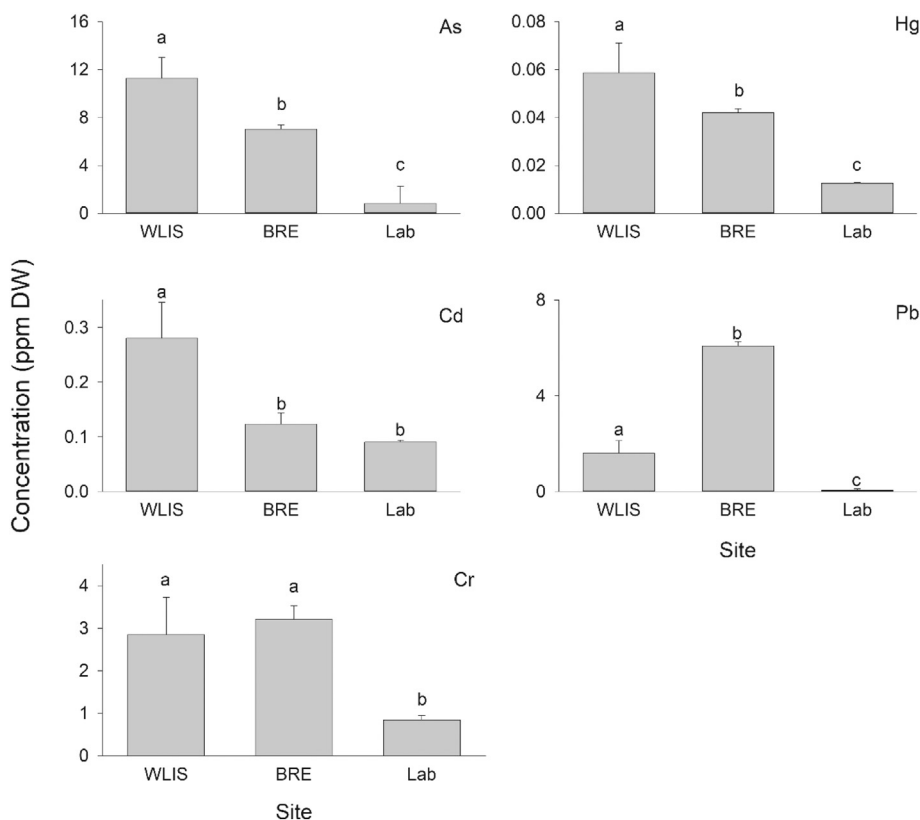 Concentration (ppm DW)
As
16
12
8
4
0
a
b
c
WLIS
BRE
Lab
Hg
0.08
0.06
0.04
0.02
0.00
a
b
c
WLIS
BRE
Lab
Cd
0.3
0.2
0.1
0.0
a
b
b
WLIS
BRE
Lab
Pb
8
4
0
a
b
c
WLIS
BRE
Lab
Site
Cr
4
3
2
1
0
a
a
b
WLIS
BRE
Lab
Site